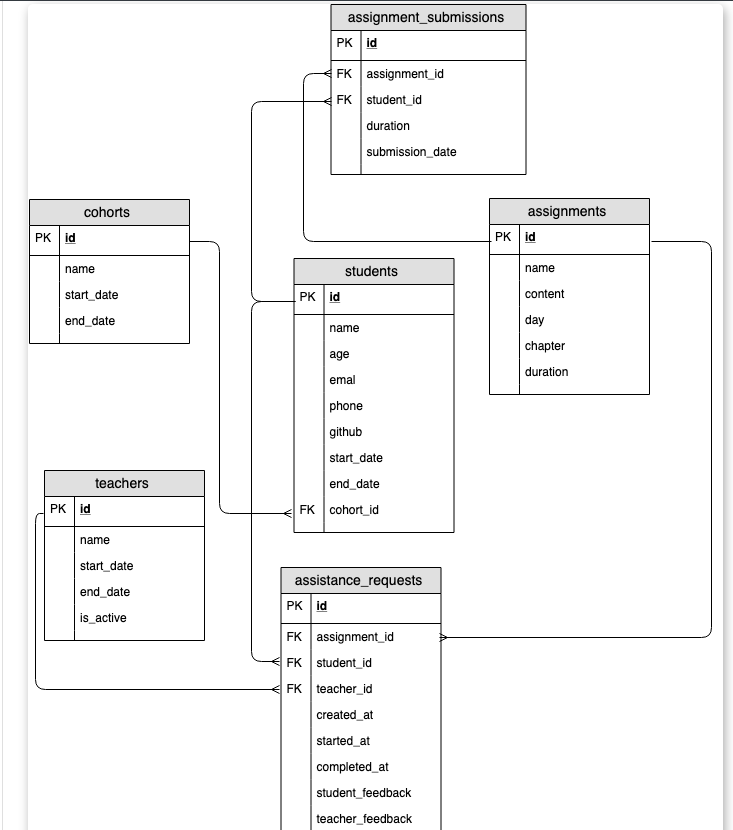 assignment_submissions
PK id
FK assignment_id
FK student_id
duration
submission_date
cohorts
PK id
name
start_date
end_date
assignments
PK id
name
content
day
chapter
duration
students
PK id
name
age
emal
phone
github
start_date
end_date
FK cohort_id
teachers
PK id
name
start_date
end_date
is_active
assistance_requests
PK id
FK assignment_id
FK student_id
FK teacher_id
created_at
started_at
completed_at
student_feedback
teacher_feedback